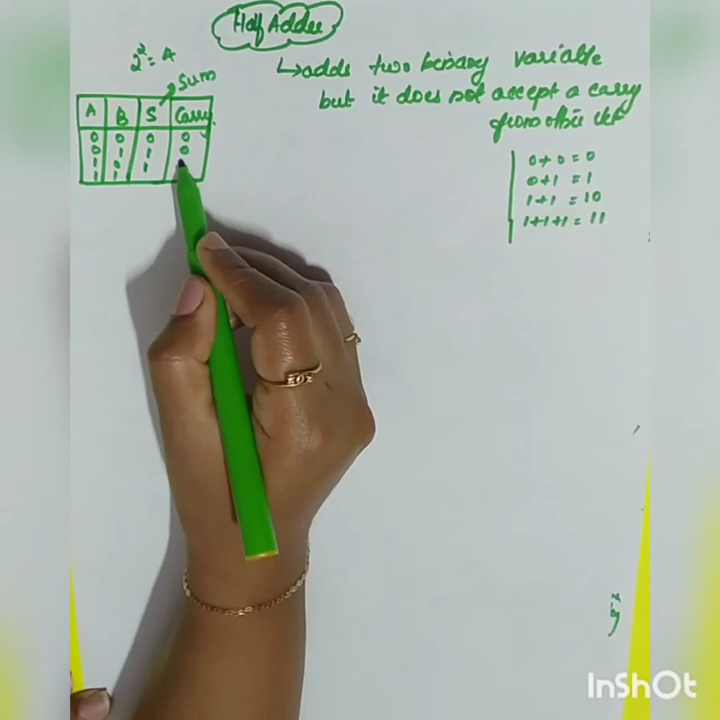 Half Adder
2² = 4
↳ adds two binary variable
but it does not accept a carry
from other
Sum
A B S Carry
0 0 0 0
0 1 1 0
1 0 1
1 1
0+0=0
0+1=1
1+1=10
1+1+1=11
InShOt